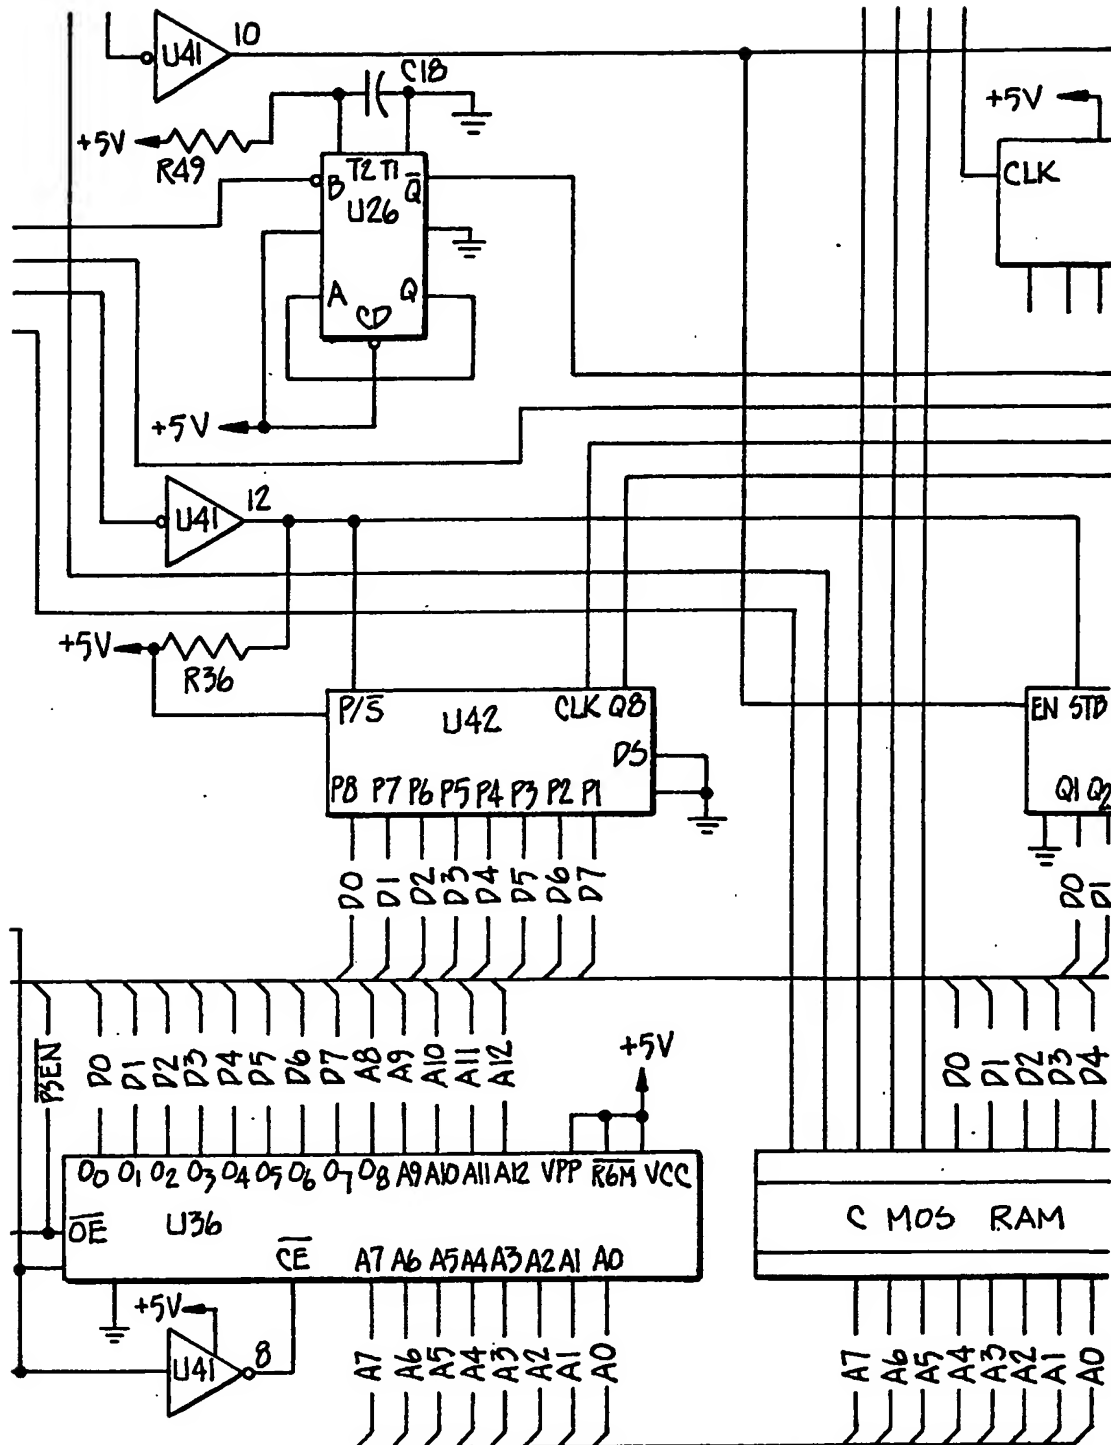 U41 10
C18
+5V
R49
+5V
T2 T1
B Q̅
U26
A Q
CD
CLK
+5V
U41 12
+5V
R36
P/S̅ U42 CLK Q8
DS
P8 P7 P6 P5 P4 P3 P2 P1
EN STB
Q1 Q2
D0 D1 D2 D3 D4 D5 D6 D7
D0 D1
P3EN D0 D1 D2 D3 D4 D5 D6 D7 A8 A9 A10 A11 A12
+5V
D0 D1 D2 D3 D4
O0 O1 O2 O3 O4 O5 O6 O7 O8 A9 A10 A11 A12 VPP R6M VCC
OE U36
CE A7 A6 A5 A4 A3 A2 A1 A0
C MOS RAM
+5V
U41 8
A7 A6 A5 A4 A3 A2 A1 A0
A7 A6 A5 A4 A3 A2 A1 A0